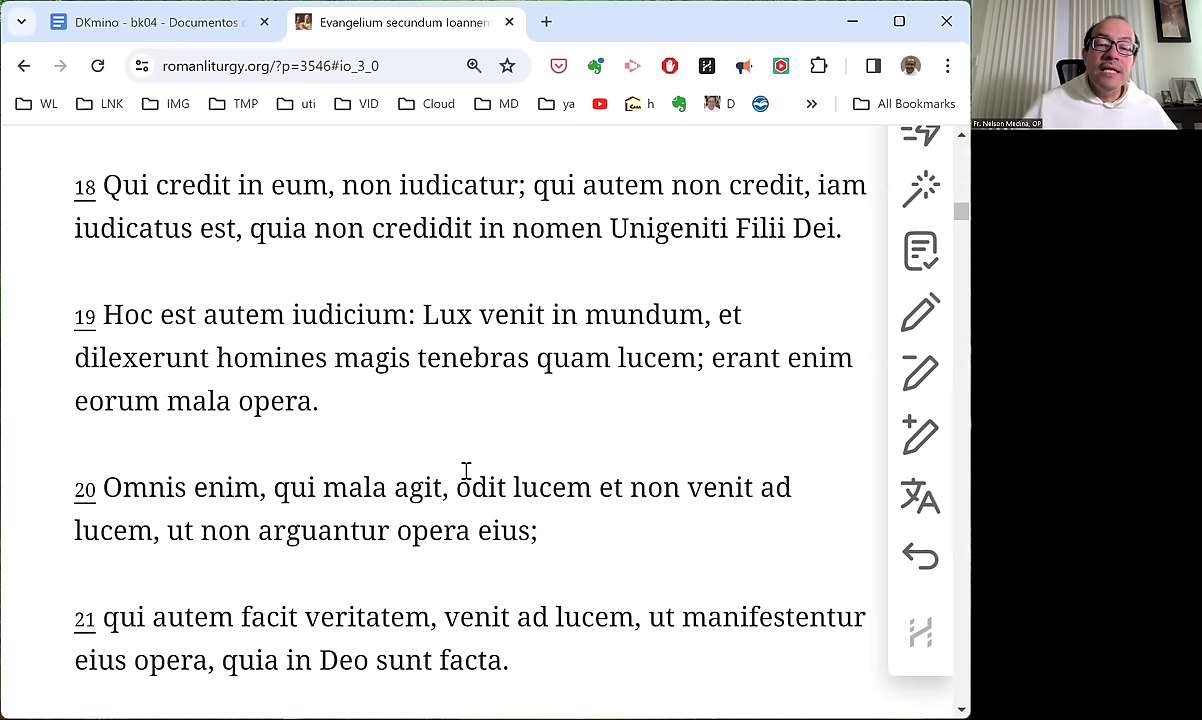 DKmino - bk04 - Documentos
Evangelium secundum Ioannem
romanliturgy.org/?p=3546#io_3_0
WL LNK IMG TMP uti VID Cloud MD ya h D » All Bookmarks
Fr. Nelson Medina, OP
18 Qui credit in eum, non iudicatur; qui autem non credit, iam
iudicatus est, quia non credidit in nomen Unigeniti Filii Dei.
19 Hoc est autem iudicium: Lux venit in mundum, et
dilexerunt homines magis tenebras quam lucem; erant enim
eorum mala opera.
20 Omnis enim, qui mala agit, odit lucem et non venit ad
lucem, ut non arguantur opera eius;
21 qui autem facit veritatem, venit ad lucem, ut manifestentur
eius opera, quia in Deo sunt facta.